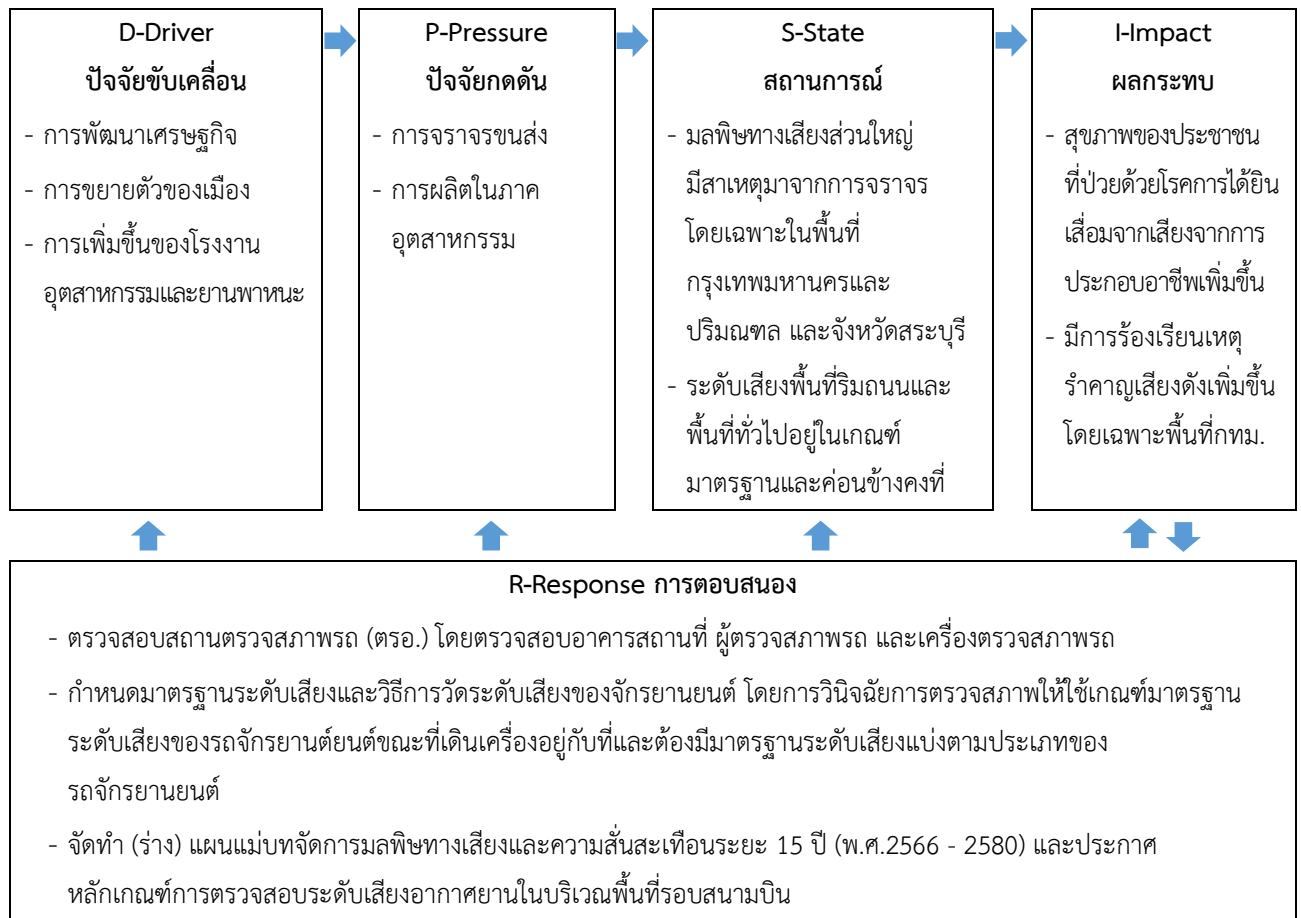 D-Driver
ปัจจัยขับเคลื่อน
- การพัฒนาเศรษฐกิจ
- การขยายตัวของเมือง
- การเพิ่มขึ้นของโรงงาน
อุตสาหกรรมและยานพาหนะ
P-Pressure
ปัจจัยกดดัน
- การจราจรขนส่ง
- การผลิตในภาค
อุตสาหกรรม
S-State
สถานการณ์
- มลพิษทางเสียงส่วนใหญ่
มีสาเหตุมาจากการจราจร
โดยเฉพาะในพื้นที่
กรุงเทพมหานครและ
ปริมณฑล และจังหวัดสระบุรี
- ระดับเสียงพื้นที่ริมถนนและ
พื้นที่ทั่วไปอยู่ในเกณฑ์
มาตรฐานและค่อนข้างคงที่
I-Impact
ผลกระทบ
- สุขภาพของประชาชน
ที่ป่วยด้วยโรคการได้ยิน
เสื่อมจากเสียงจากการ
ประกอบอาชีพเพิ่มขึ้น
- มีการร้องเรียนเหตุ
รำคาญเสียงดังเพิ่มขึ้น
โดยเฉพาะพื้นที่กทม.
R-Response การตอบสนอง
- ตรวจสอบสถานตรวจสภาพรถ (ตรอ.) โดยตรวจสอบอาคารสถานที่ ผู้ตรวจสภาพรถ และเครื่องตรวจสภาพรถ
- กำหนดมาตรฐานระดับเสียงและวิธีการวัดระดับเสียงของจักรยานยนต์ โดยการวินิจฉัยการตรวจสภาพให้ใช้เกณฑ์มาตรฐาน
ระดับเสียงของรถจักรยานต์ยนต์ขณะที่เดินเครื่องอยู่กับที่และต้องมีมาตรฐานระดับเสียงแบ่งตามประเภทของ
รถจักรยานยนต์
- จัดทำ (ร่าง) แผนแม่บทจัดการมลพิษทางเสียงและความสั่นสะเทือนระยะ 15 ปี (พ.ศ.2566 - 2580) และประกาศ
หลักเกณฑ์การตรวจสอบระดับเสียงอากาศยานในบริเวณพื้นที่รอบสนามบิน